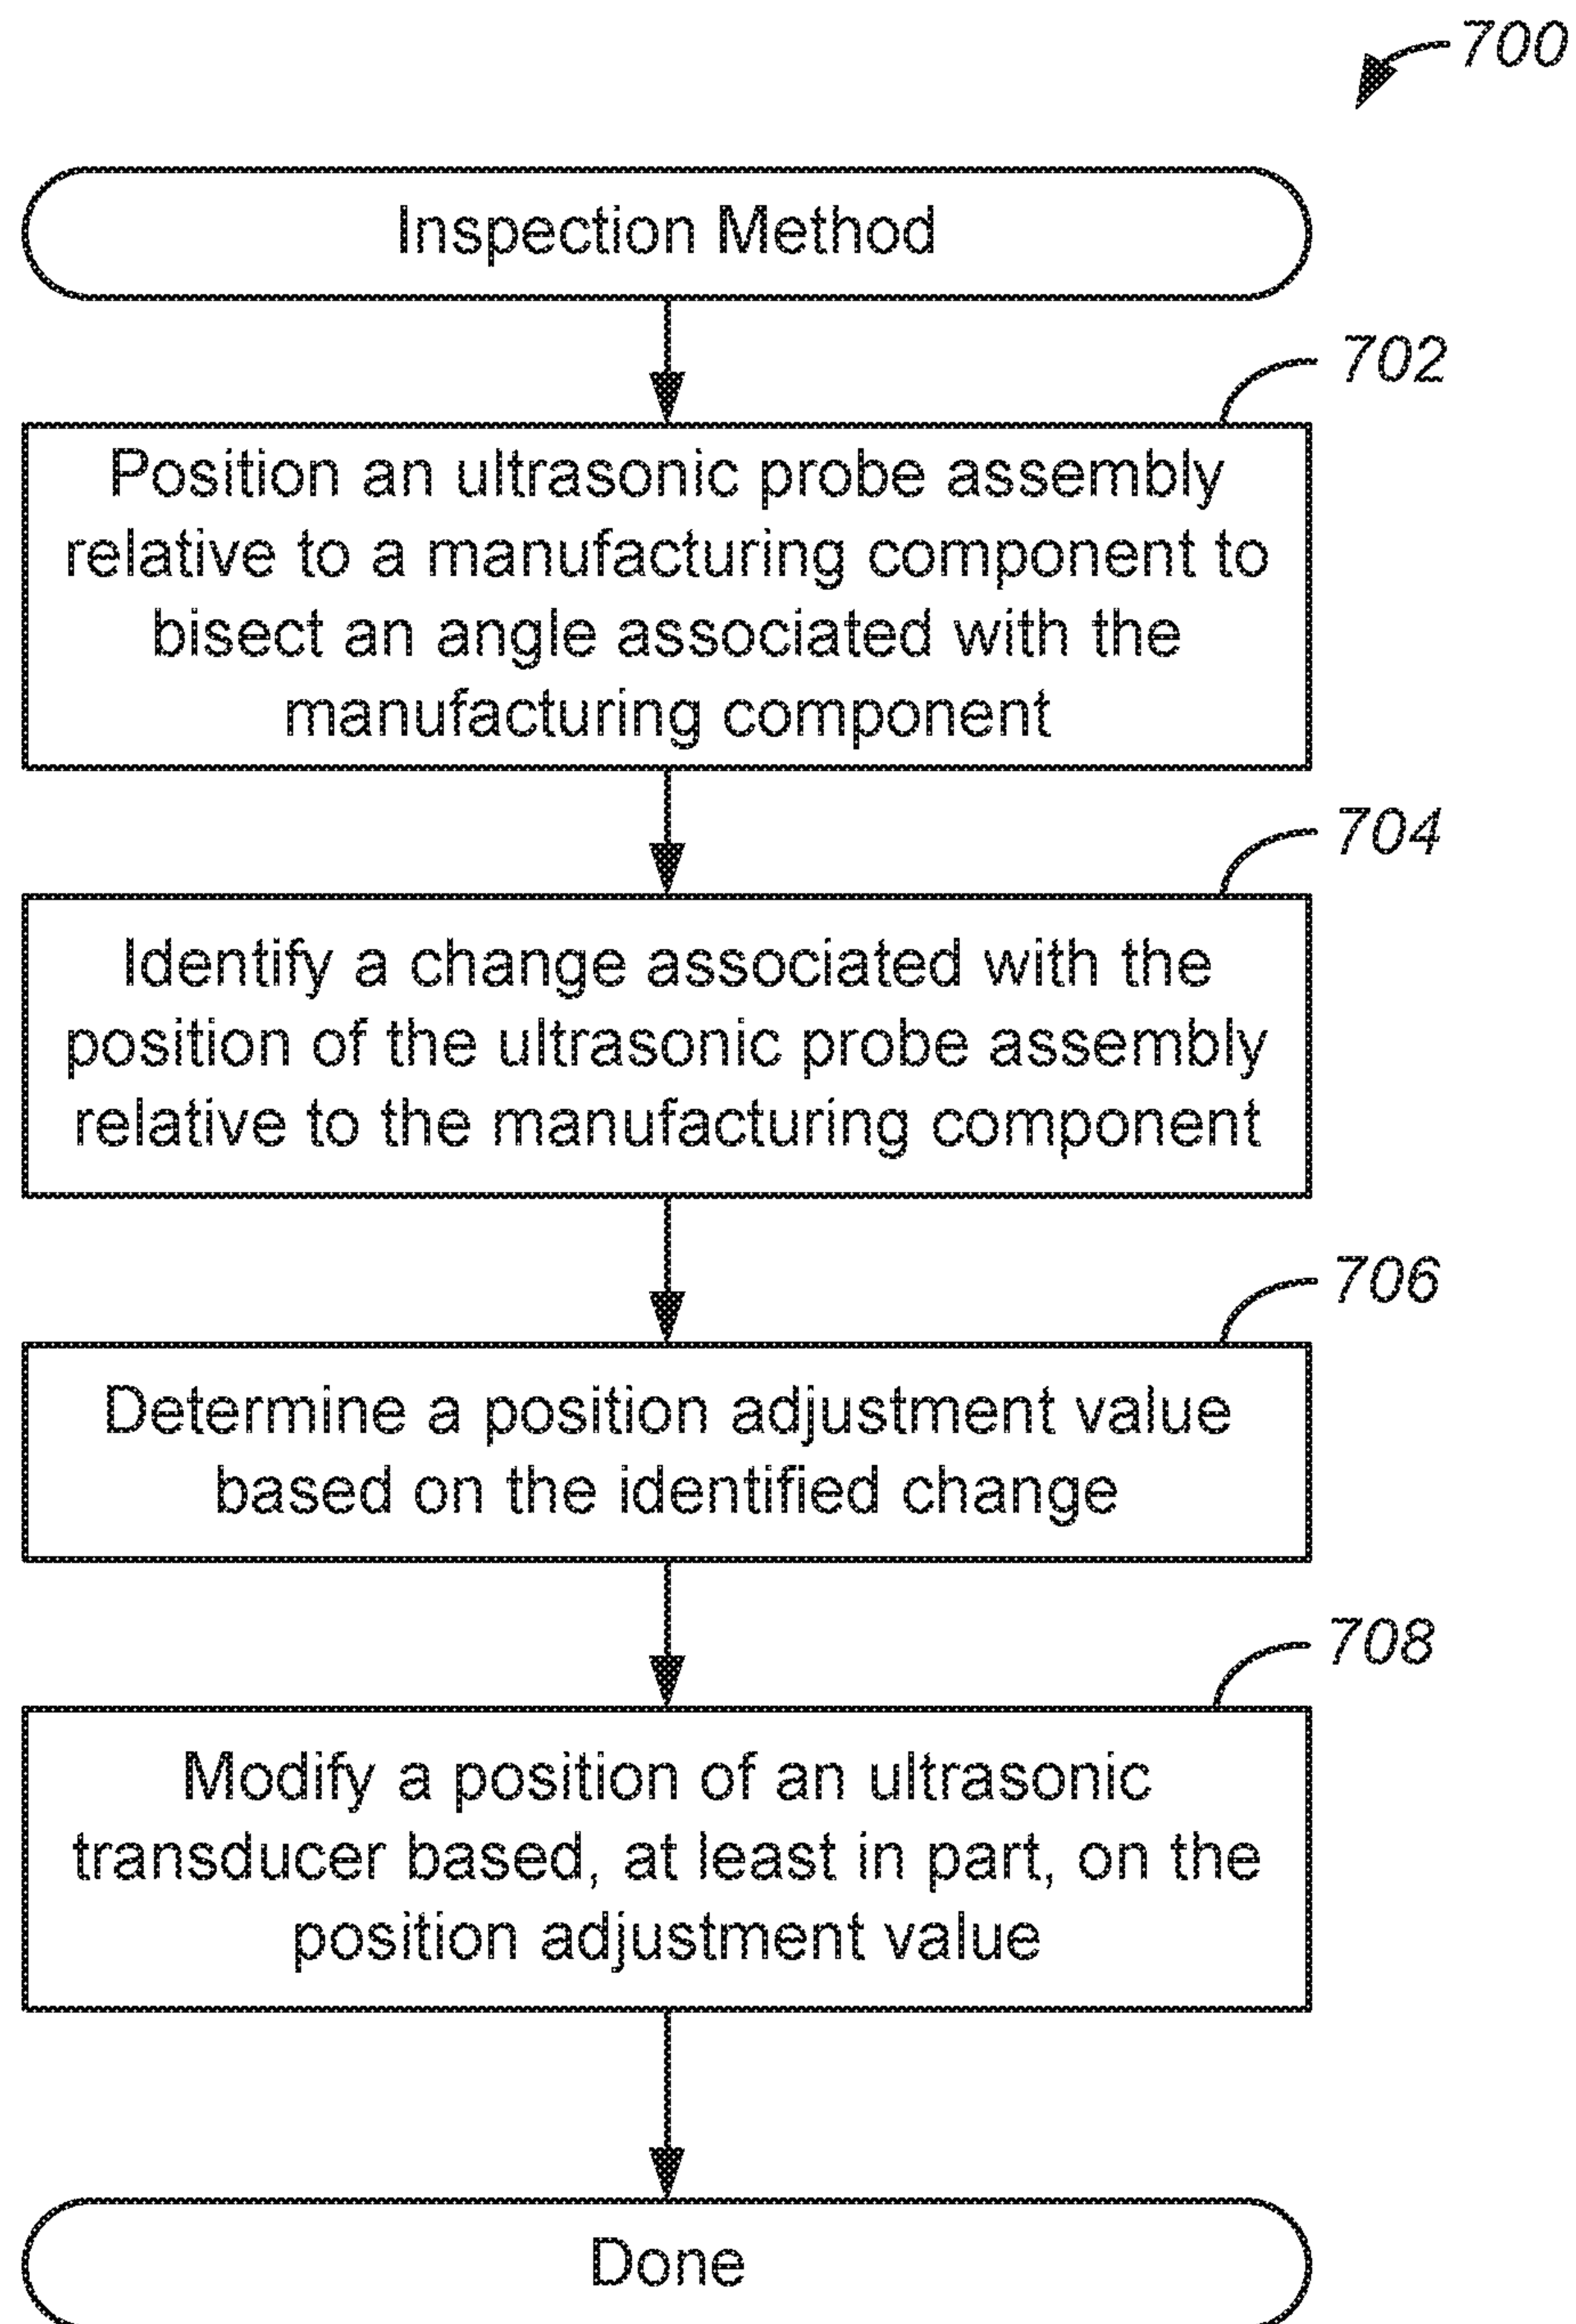 700
Inspection Method
702
Position an ultrasonic probe assembly
relative to a manufacturing component to
bisect an angle associated with the
manufacturing component
704
Identify a change associated with the
position of the ultrasonic probe assembly
relative to the manufacturing component
706
Determine a position adjustment value
based on the identified change
708
Modify a position of an ultrasonic
transducer based, at least in part, on the
position adjustment value
Done